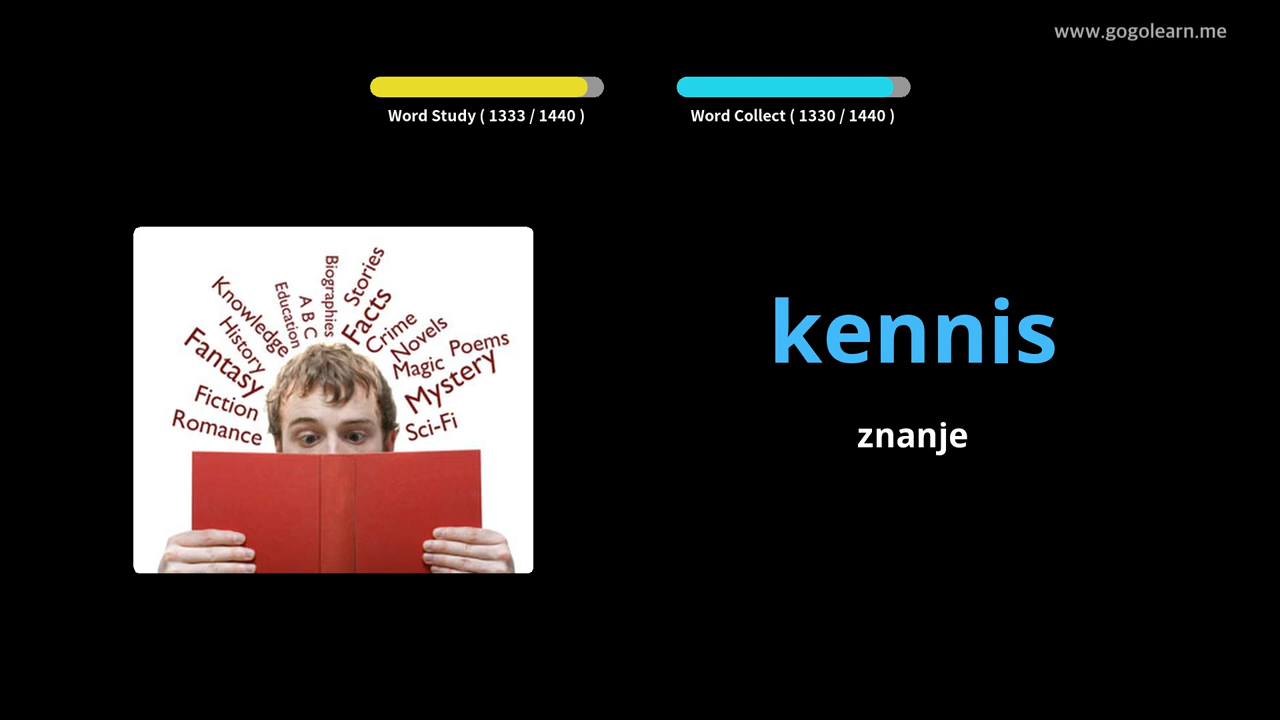 www.gogolearn.me
Word Study ( 1333 / 1440 )
Word Collect ( 1330 / 1440 )
Biographies
Stories
Education
A B C
Facts
Knowledge
Crime
History
Novels
Fantasy
Magic
Poems
Mystery
Fiction
Romance
Sci-Fi
kennis
znanje